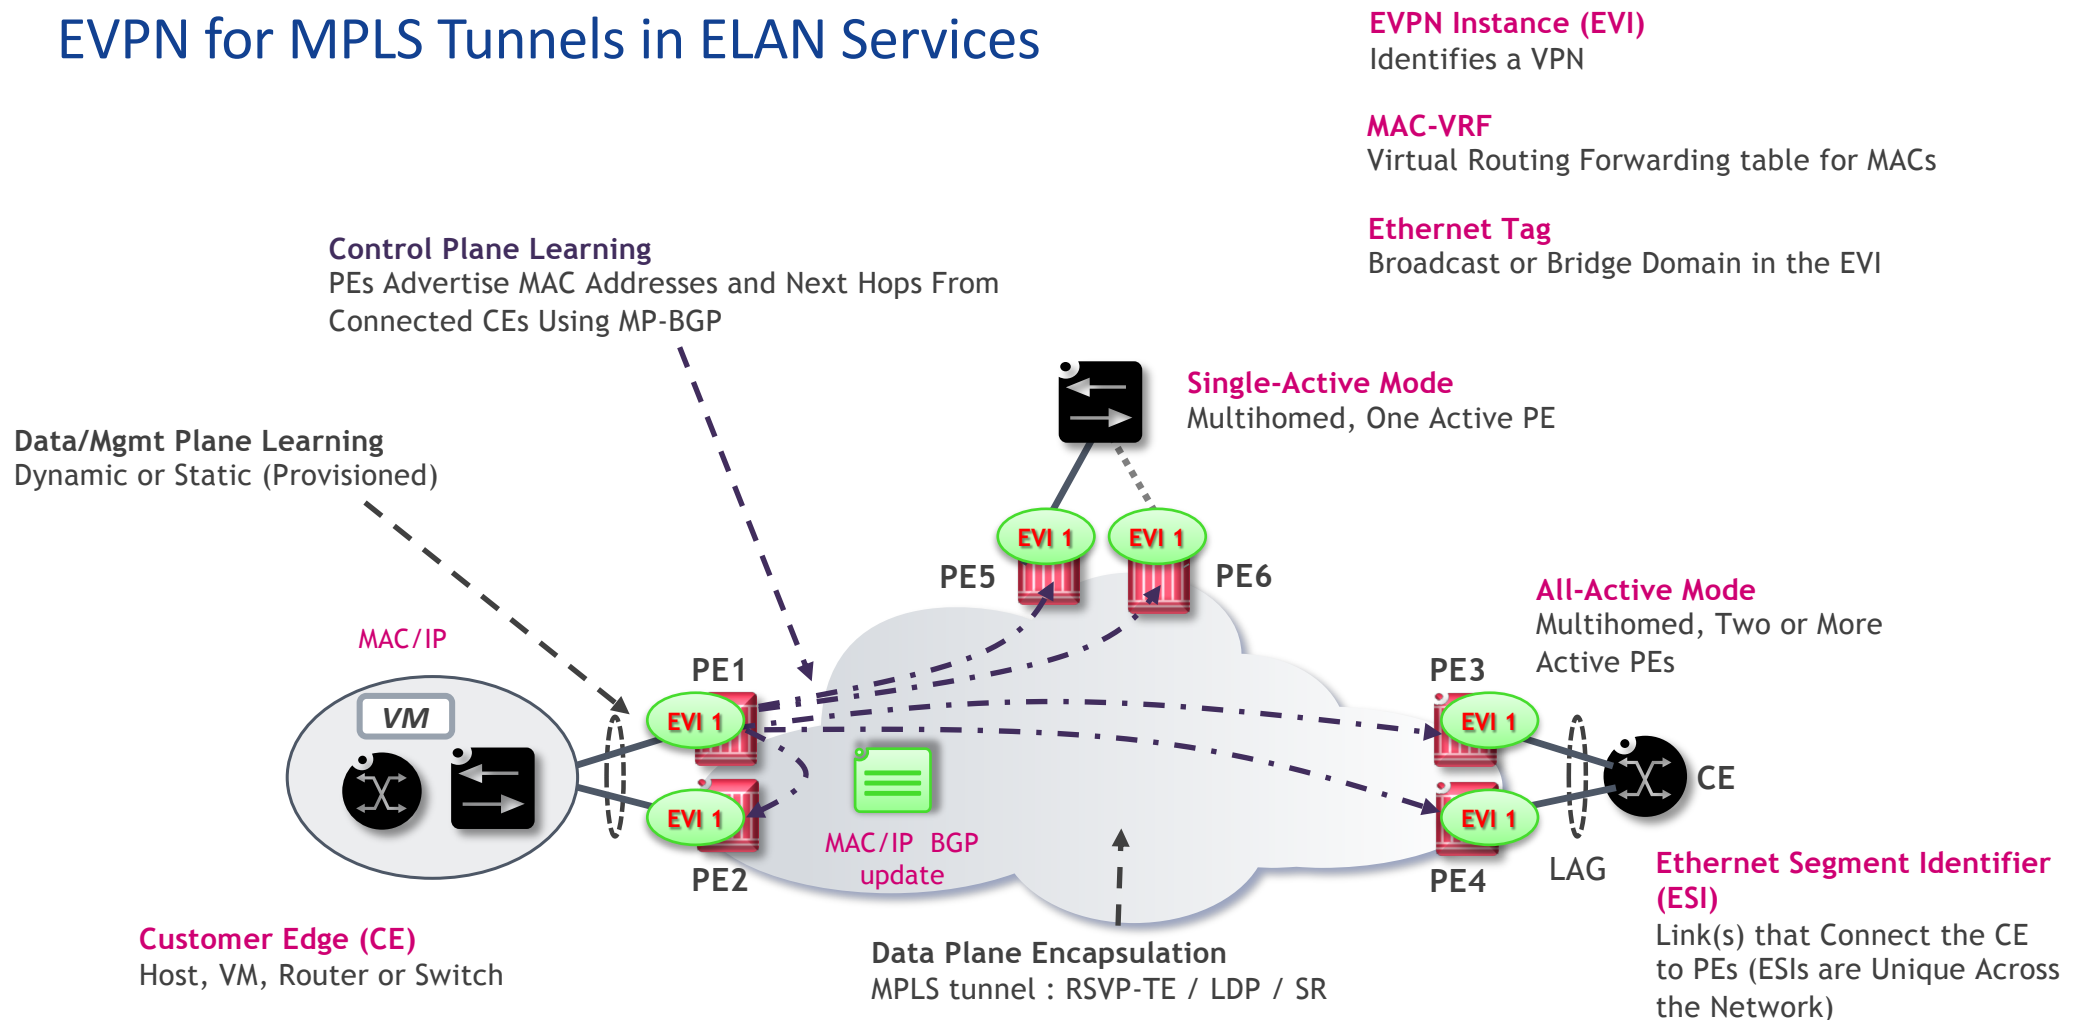 EVPN for MPLS Tunnels in ELAN Services
EVPN Instance (EVI)
Identifies a VPN
MAC-VRF
Virtual Routing Forwarding table for MACs
Ethernet Tag
Broadcast or Bridge Domain in the EVI
Control Plane Learning
PEs Advertise MAC Addresses and Next Hops From
Connected CEs Using MP-BGP
Single-Active Mode
Multihomed, One Active PE
Data/Mgmt Plane Learning
Dynamic or Static (Provisioned)
EVI 1
EVI 1
PE5
PE6
All-Active Mode
Multihomed, Two or More
Active PEs
MAC/IP
VM
PE1
EVI 1
EVI 1
PE2
MAC/IP BGP
update
PE3
EVI 1
EVI 1
PE4
LAG
CE
Ethernet Segment Identifier
(ESI)
Link(s) that Connect the CE
to PEs (ESIs are Unique Across
the Network)
Customer Edge (CE)
Host, VM, Router or Switch
Data Plane Encapsulation
MPLS tunnel : RSVP-TE / LDP / SR